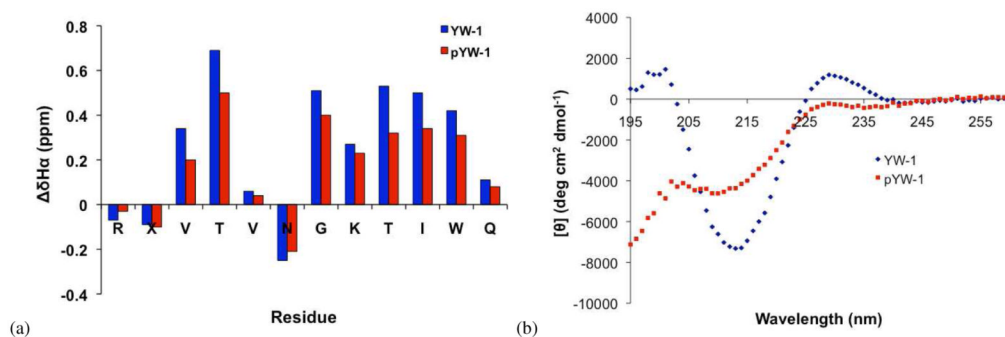 0.8
0.6
0.4
0.2
0
-0.2
-0.4
ΔδHα (ppm)
YW-1
pYW-1
R X V T V N G K T I W Q
Residue
(a)
4000
2000
0
-2000
-4000
-6000
-8000
-10000
[θ] (deg cm² dmol⁻¹)
195 205 215 225 235 245 255
YW-1
pYW-1
Wavelength (nm)
(b)